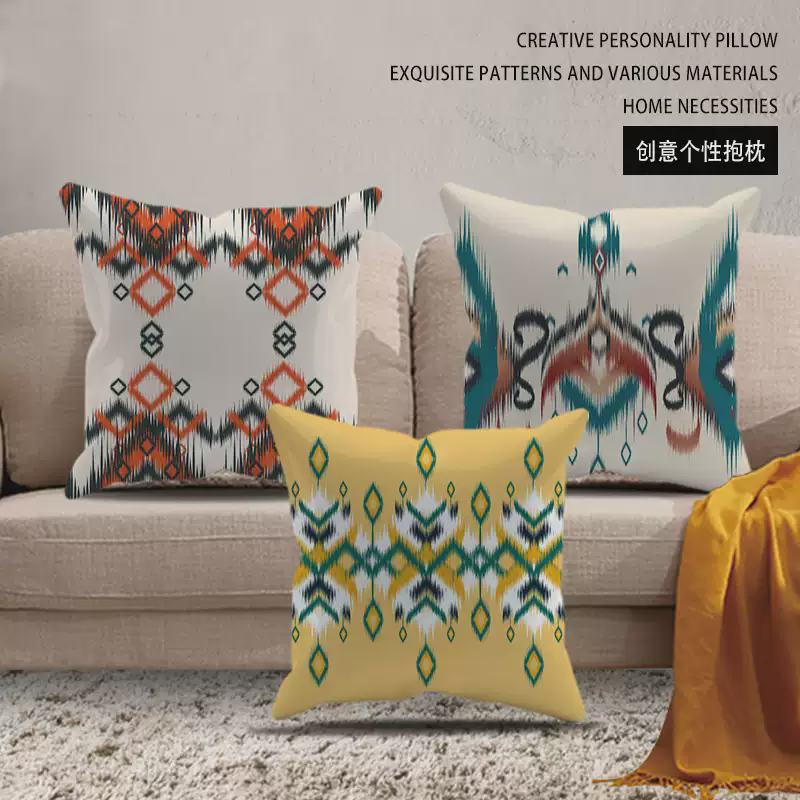 CREATIVE PERSONALITY PILLOW
EXQUISITE PATTERNS AND VARIOUS MATERIALS
HOME NECESSITIES
创意个性抱枕